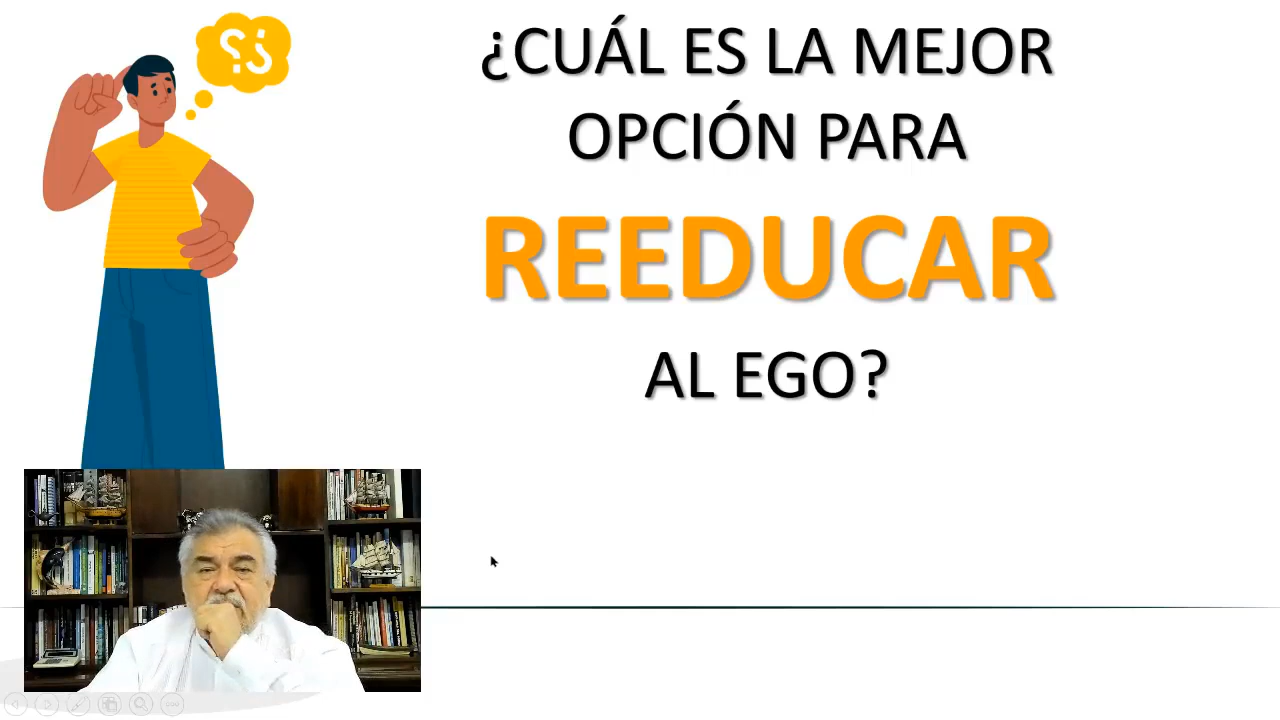 ¿?
¿CUÁL ES LA MEJOR
OPCIÓN PARA
REEDUCAR
AL EGO?